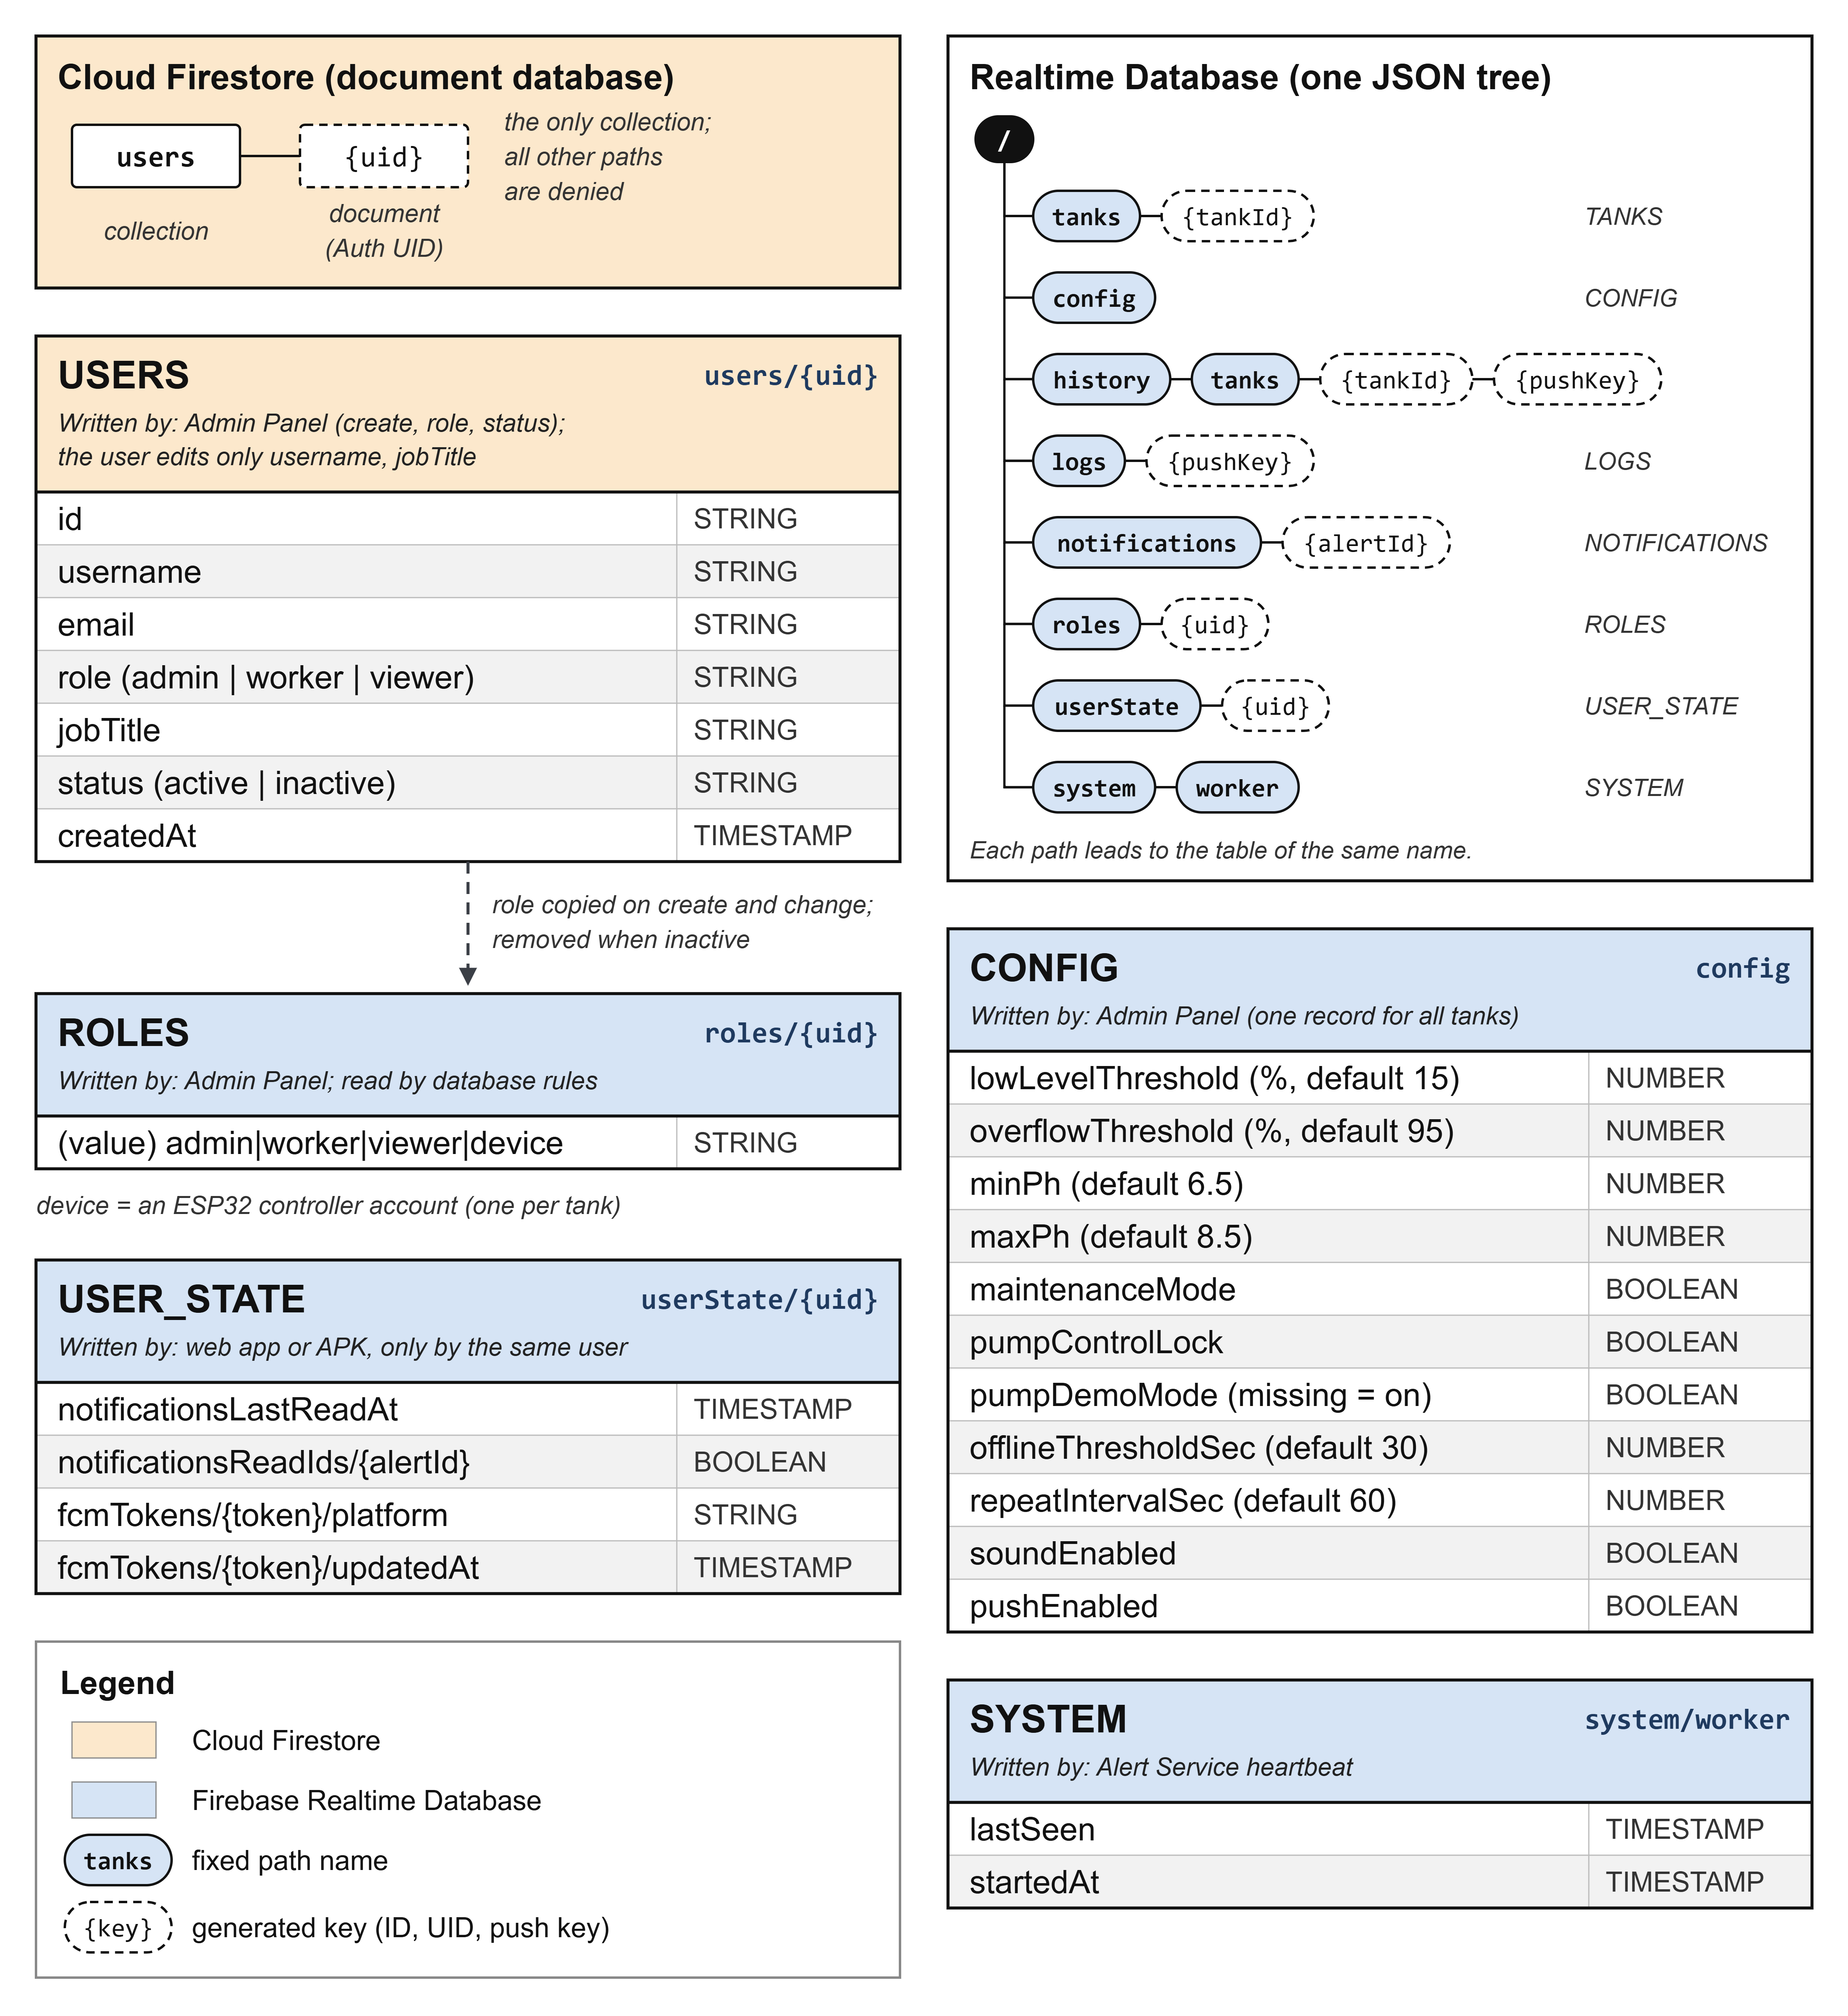 Cloud Firestore (document database)
users
{uid}
the only collection;
all other paths
are denied
collection
document
(Auth UID)
USERS
users/{uid}
Written by: Admin Panel (create, role, status);
the user edits only username, jobTitle
id STRING
username STRING
email STRING
role (admin | worker | viewer) STRING
jobTitle STRING
status (active | inactive) STRING
createdAt TIMESTAMP
role copied on create and change;
removed when inactive
ROLES
roles/{uid}
Written by: Admin Panel; read by database rules
(value) admin|worker|viewer|device STRING
device = an ESP32 controller account (one per tank)
USER_STATE
userState/{uid}
Written by: web app or APK, only by the same user
notificationsLastReadAt TIMESTAMP
notificationsReadIds/{alertId} BOOLEAN
fcmTokens/{token}/platform STRING
fcmTokens/{token}/updatedAt TIMESTAMP
Legend
Cloud Firestore
Firebase Realtime Database
tanks fixed path name
{key} generated key (ID, UID, push key)
Realtime Database (one JSON tree)
/
tanks {tankId} TANKS
config CONFIG
history tanks {tankId} {pushKey}
logs {pushKey} LOGS
notifications {alertId} NOTIFICATIONS
roles {uid} ROLES
userState {uid} USER_STATE
system worker SYSTEM
Each path leads to the table of the same name.
CONFIG
config
Written by: Admin Panel (one record for all tanks)
lowLevelThreshold (%, default 15) NUMBER
overflowThreshold (%, default 95) NUMBER
minPh (default 6.5) NUMBER
maxPh (default 8.5) NUMBER
maintenanceMode BOOLEAN
pumpControlLock BOOLEAN
pumpDemoMode (missing = on) BOOLEAN
offlineThresholdSec (default 30) NUMBER
repeatIntervalSec (default 60) NUMBER
soundEnabled BOOLEAN
pushEnabled BOOLEAN
SYSTEM
system/worker
Written by: Alert Service heartbeat
lastSeen TIMESTAMP
startedAt TIMESTAMP